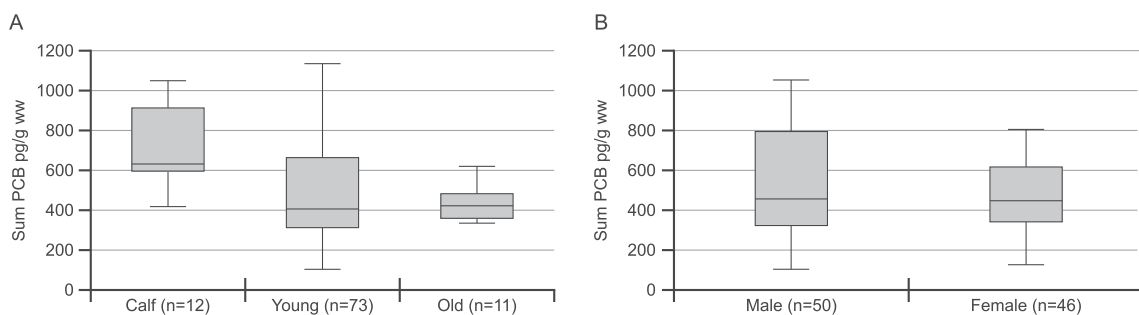 A
Sum PCB pg/g ww
1200
1000
800
600
400
200
0
Calf (n=12)
Young (n=73)
Old (n=11)
B
Sum PCB pg/g ww
1200
1000
800
600
400
200
0
Male (n=50)
Female (n=46)